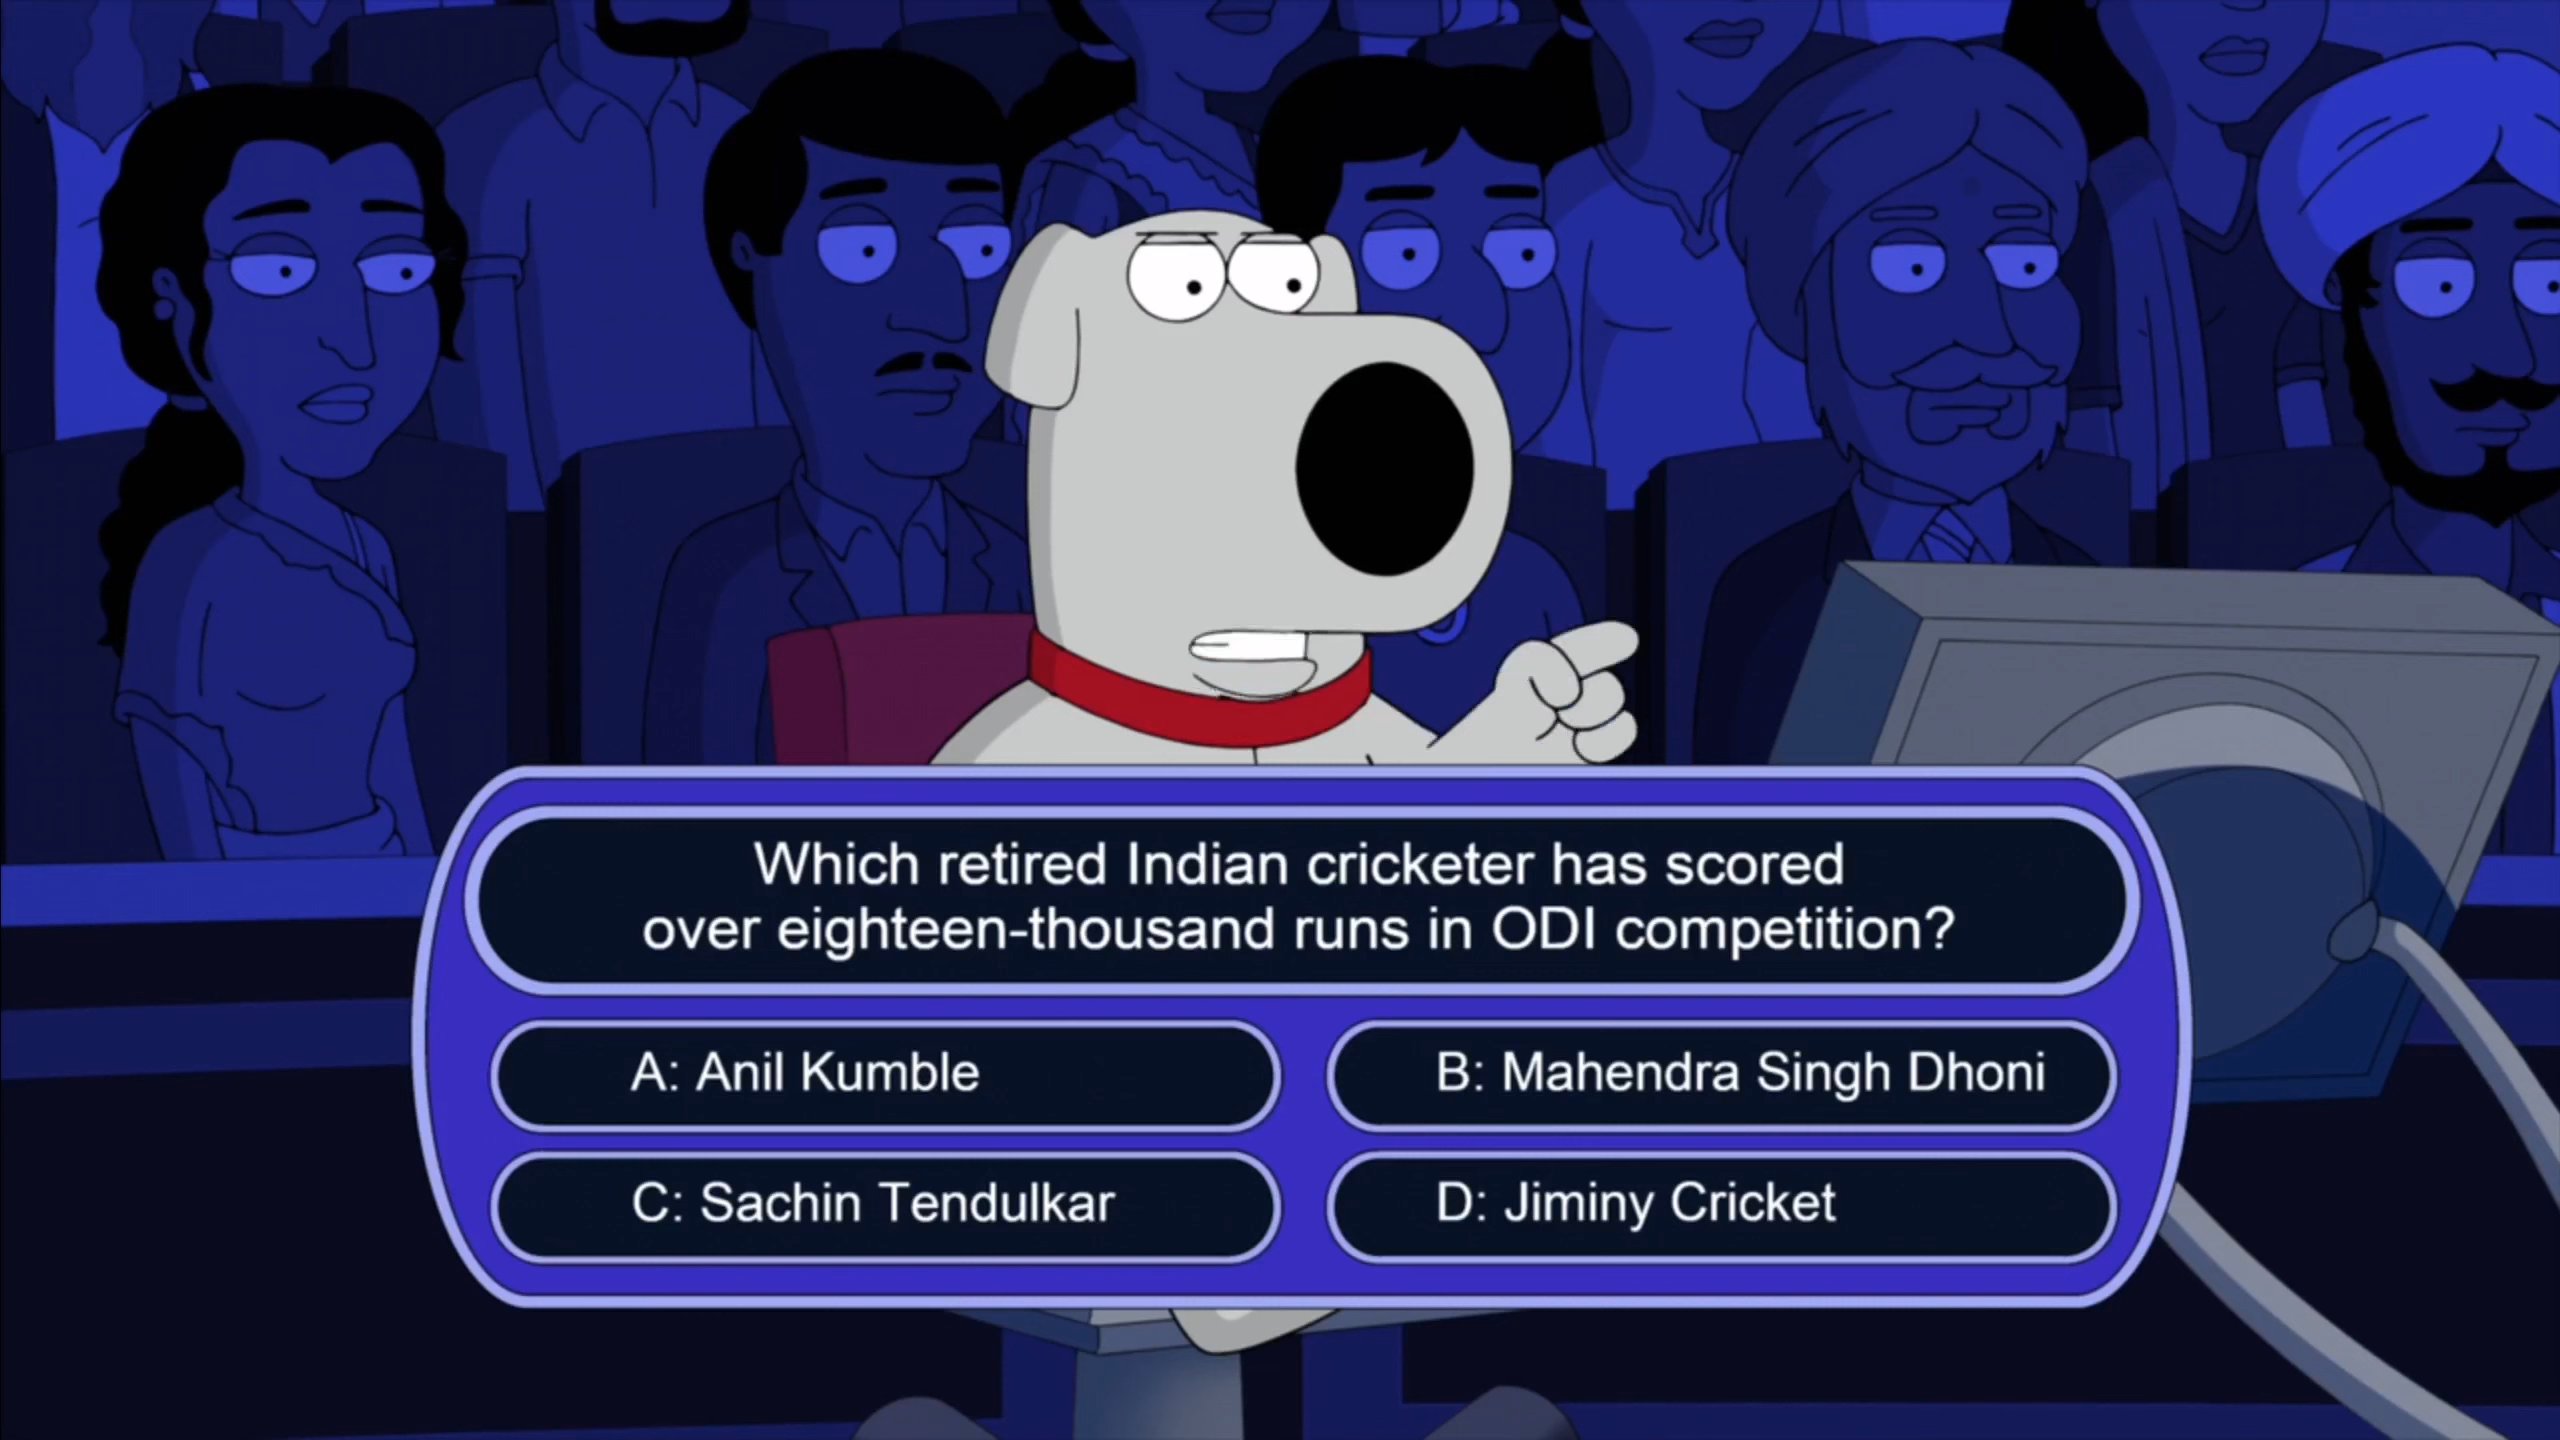 Which retired Indian cricketer has scored
over eighteen-thousand runs in ODI competition?
A: Anil Kumble
B: Mahendra Singh Dhoni
C: Sachin Tendulkar
D: Jiminy Cricket